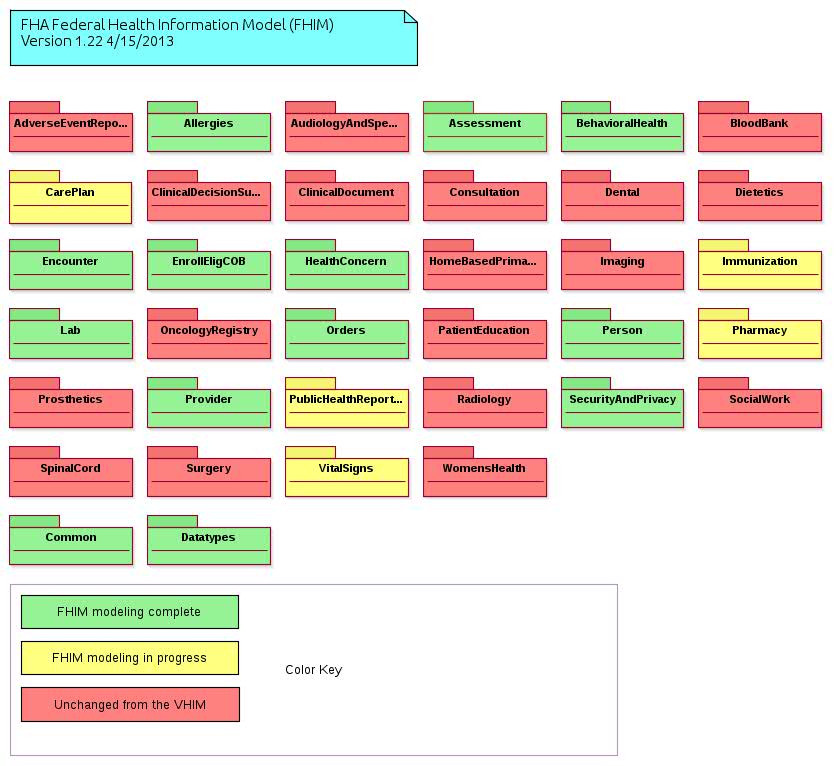 FHA Federal Health Information Model (FHIM)
Version 1.22 4/15/2013
AdverseEventRepo... Allergies AudiologyAndSpe... Assessment BehavioralHealth BloodBank
CarePlan ClinicalDecisionSu... ClinicalDocument Consultation Dental Dietetics
Encounter EnrollEligCOB HealthConcern HomeBasedPrima... Imaging Immunization
Lab OncologyRegistry Orders PatientEducation Person Pharmacy
Prosthetics Provider PublicHealthReport... Radiology SecurityAndPrivacy SocialWork
SpinalCord Surgery VitalSigns WomensHealth
Common Datatypes
FHIM modeling complete
FHIM modeling in progress
Color Key
Unchanged from the VHIM